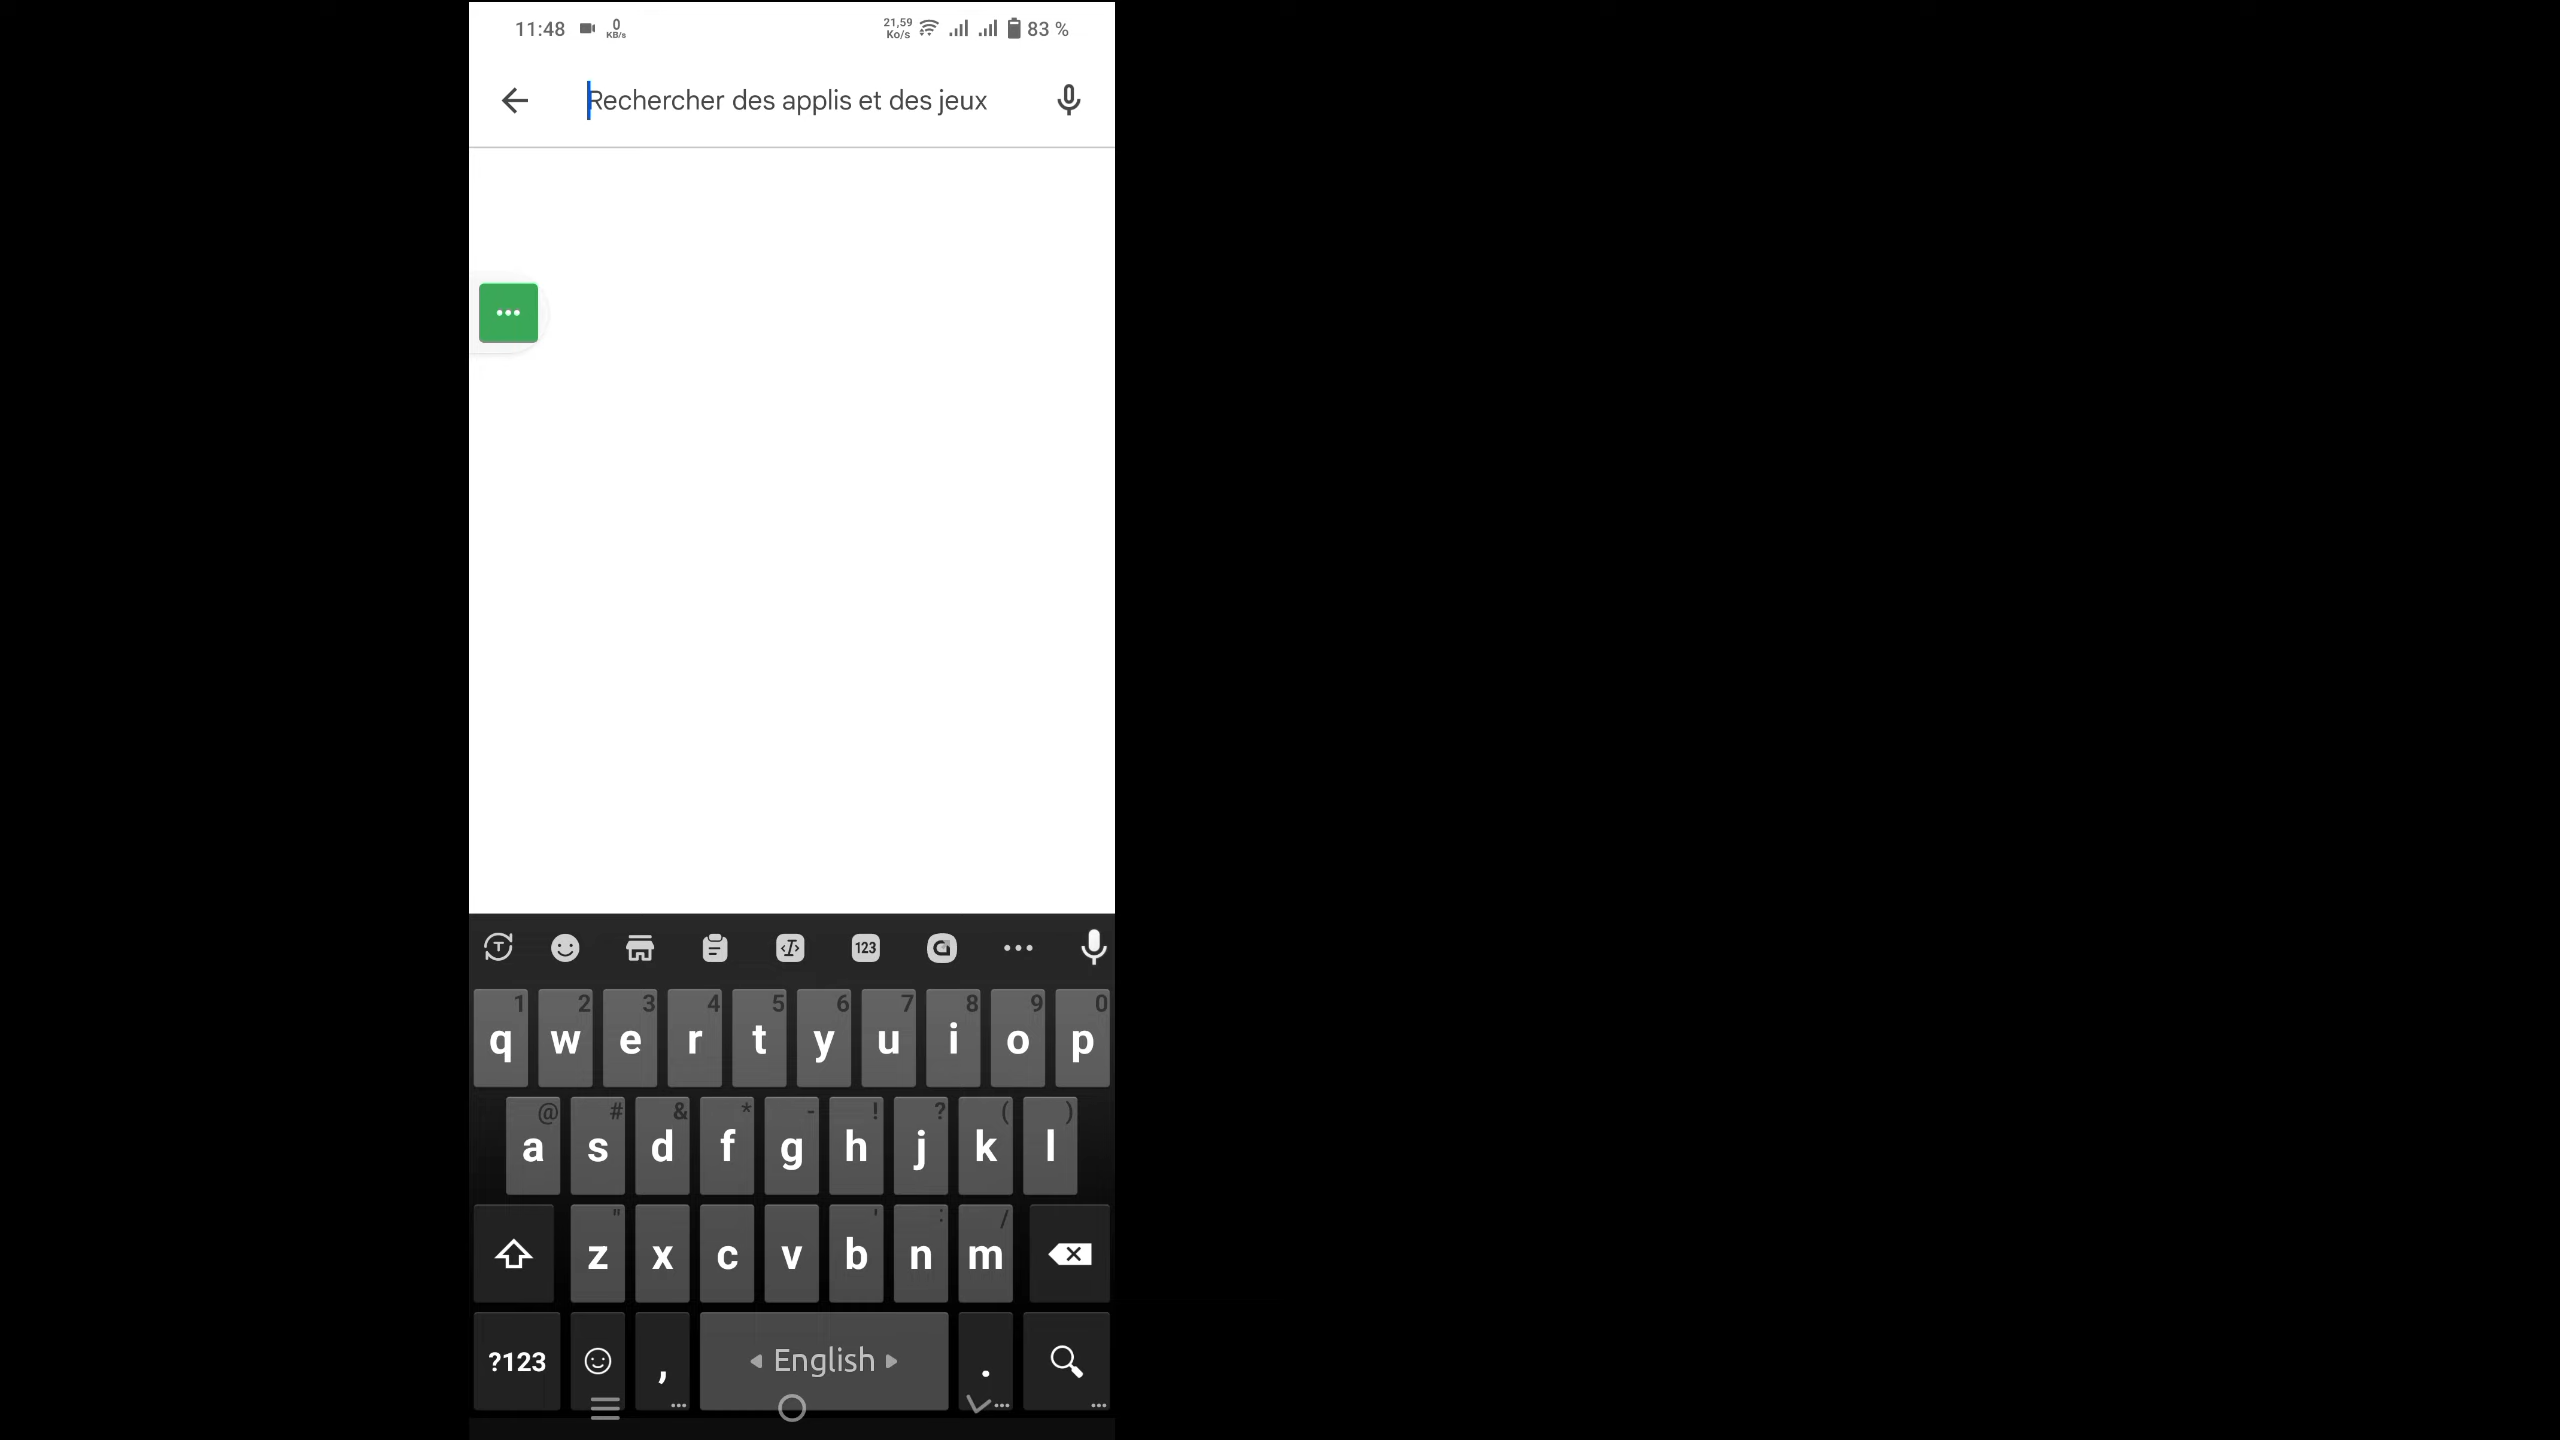 11:48 0 KB/s 21,59 Ko/s 83 %
Rechercher des applis et des jeux
T 123
1 2 3 4 5 6 7 8 9 0
q w e r t y u i o p
@ # & * - ! ? ( )
a s d f g h j k l
" ' : /
z x c v b n m
?123 , English .